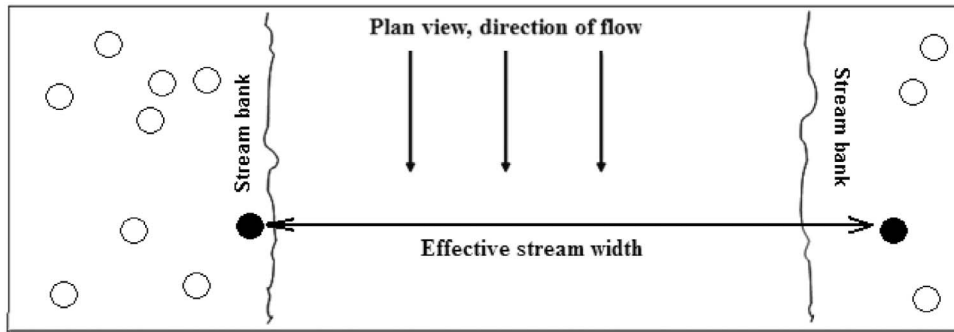 Plan view, direction of flow
Stream bank
Stream bank
Effective stream width